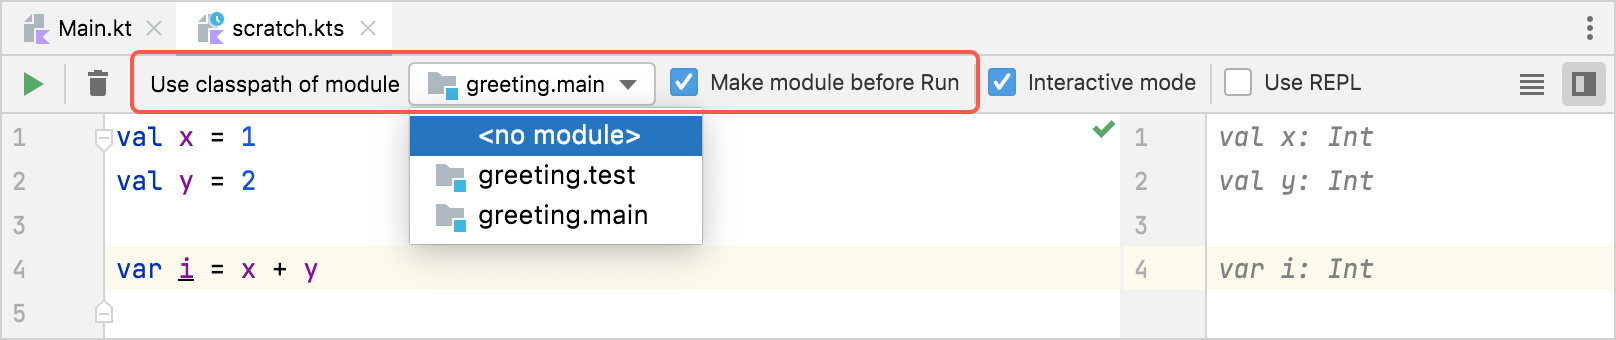 Main.kt scratch.kts
Use classpath of module greeting.main Make module before Run Interactive mode Use REPL
<no module>
greeting.test
greeting.main
1 val x = 1
2 val y = 2
3
4 var i = x + y
5
1 val x: Int
2 val y: Int
3
4 var i: Int